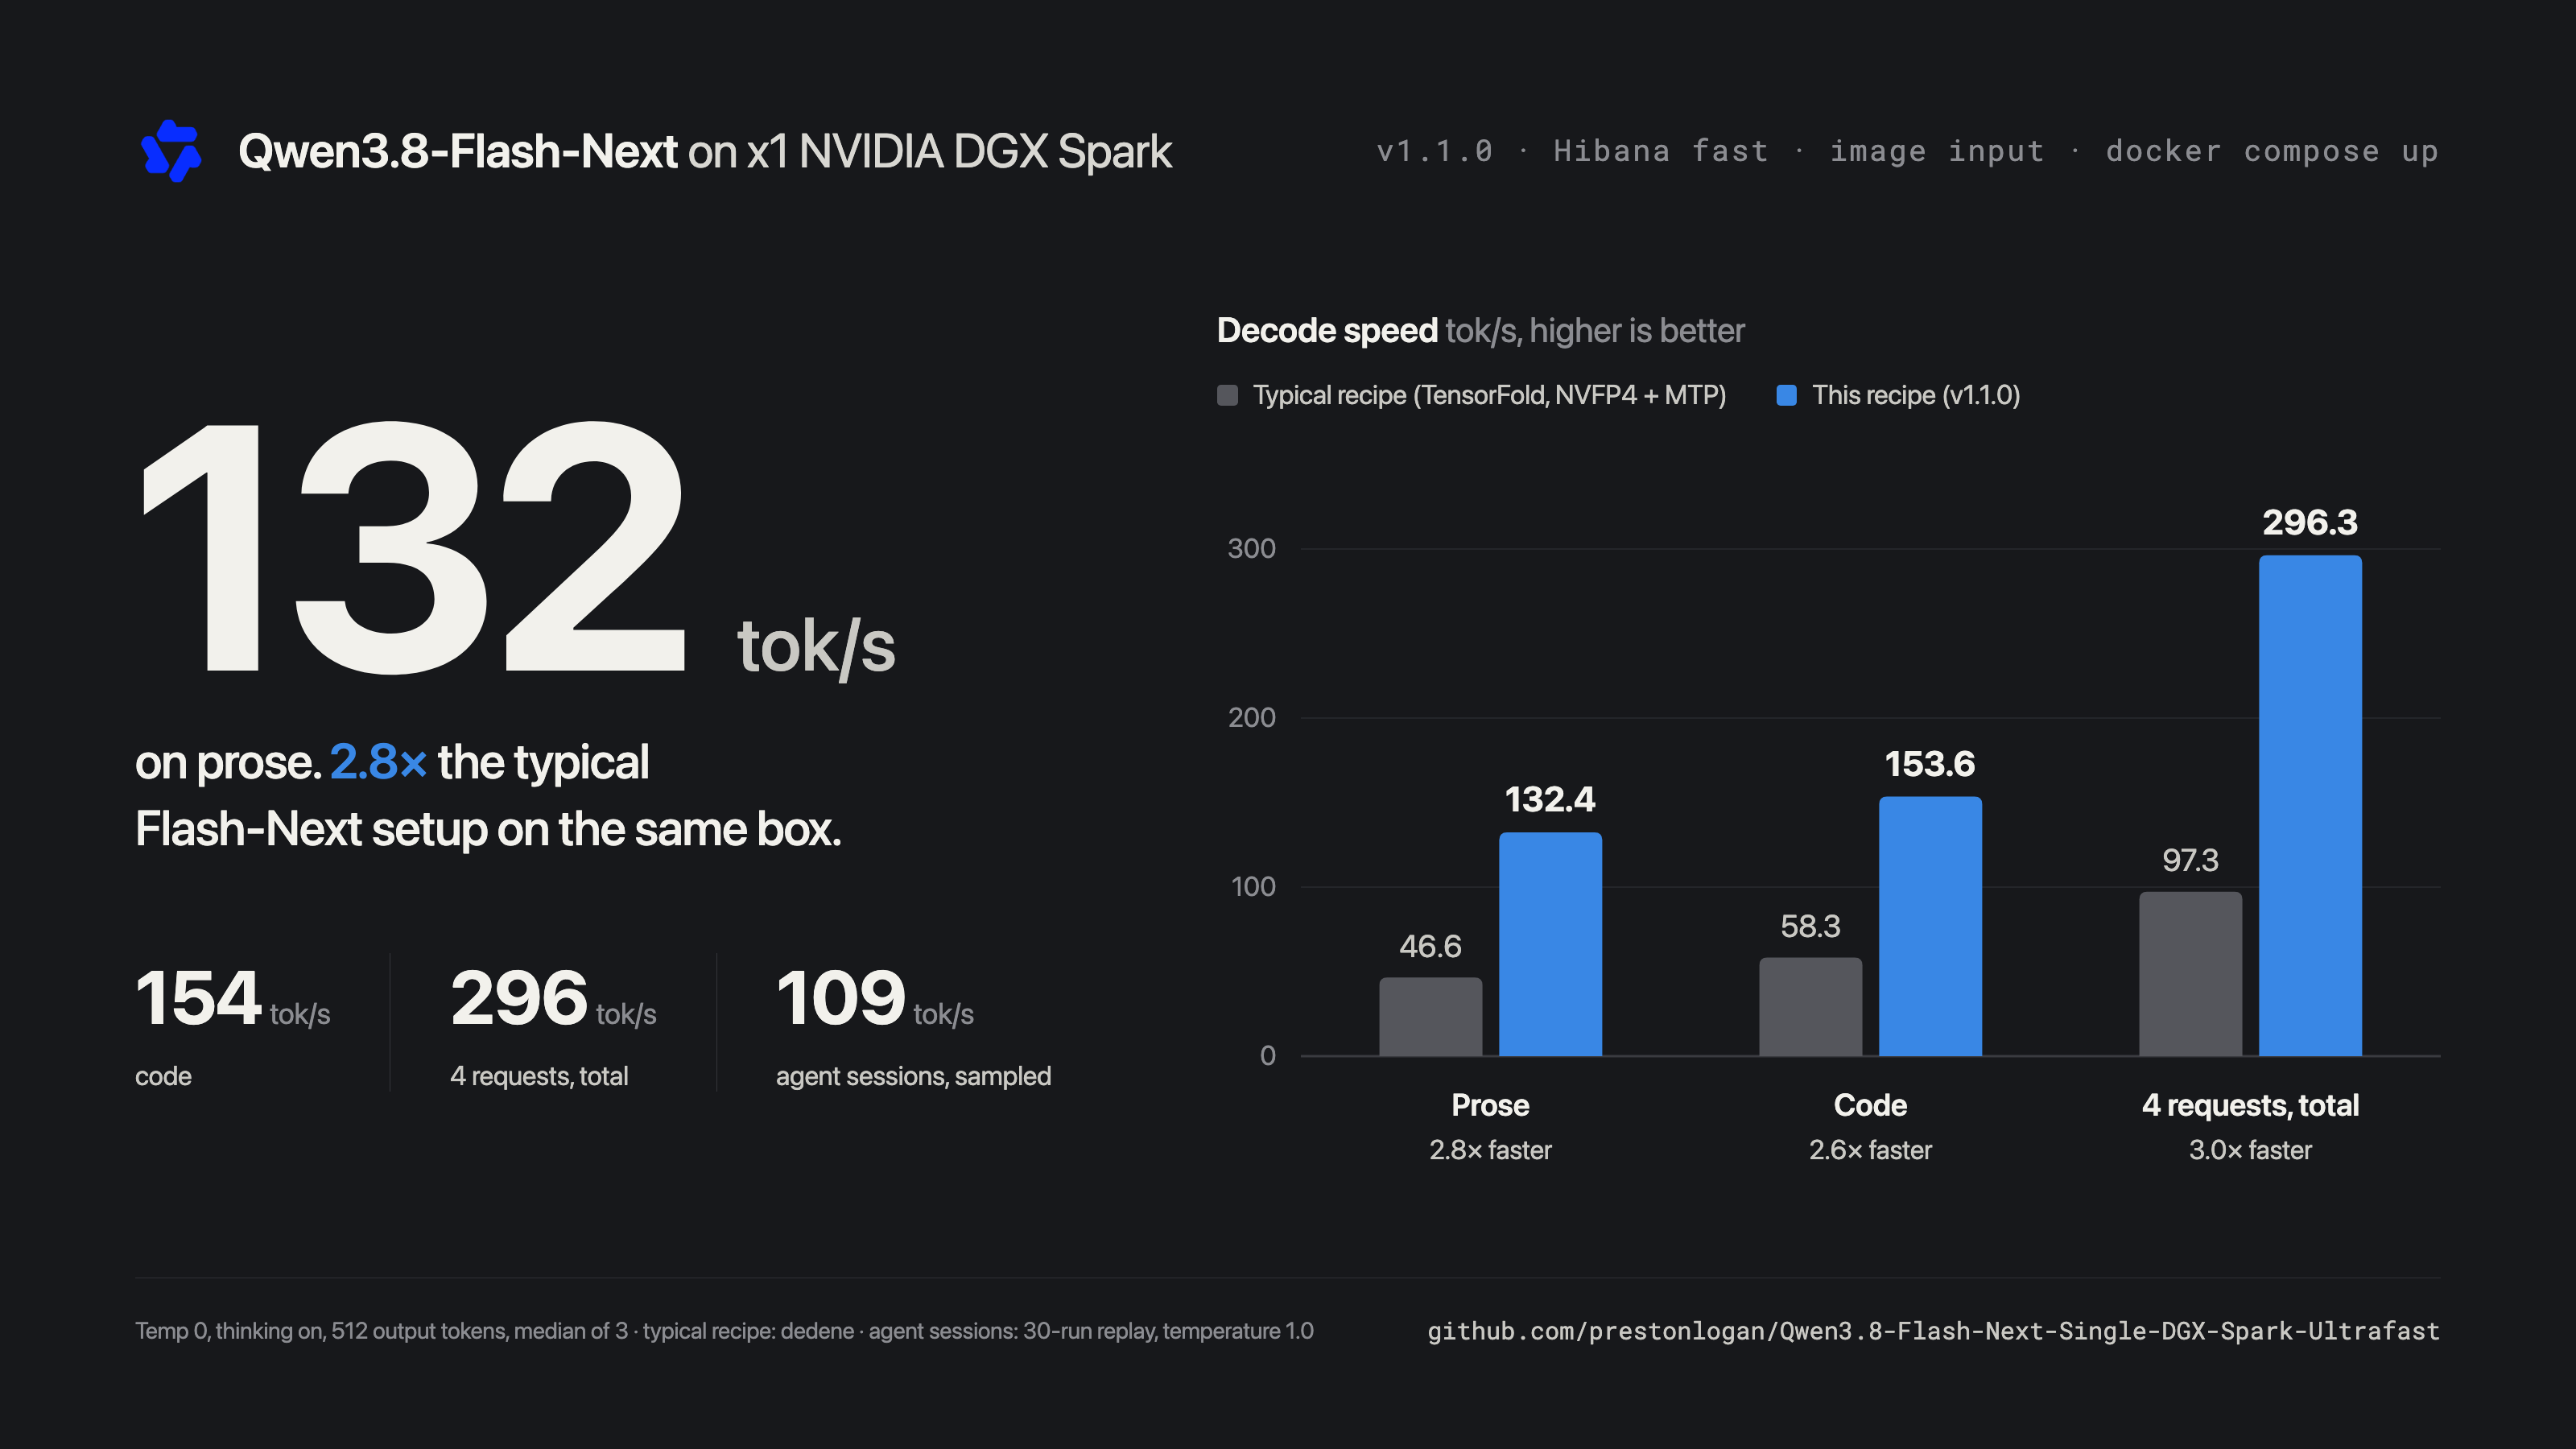 Qwen3.8-Flash-Next on x1 NVIDIA DGX Spark
v1.1.0 · Hibana fast · image input · docker compose up
132 tok/s
on prose. 2.8× the typical
Flash-Next setup on the same box.
154 tok/s
code
296 tok/s
4 requests, total
109 tok/s
agent sessions, sampled
Decode speed tok/s, higher is better
Typical recipe (TensorFold, NVFP4 + MTP)
This recipe (v1.1.0)
300
200
100
0
46.6
132.4
58.3
153.6
97.3
296.3
Prose
2.8× faster
Code
2.6× faster
4 requests, total
3.0× faster
Temp 0, thinking on, 512 output tokens, median of 3 · typical recipe: dedene · agent sessions: 30-run replay, temperature 1.0
github.com/prestonlogan/Qwen3.8-Flash-Next-Single-DGX-Spark-Ultrafast